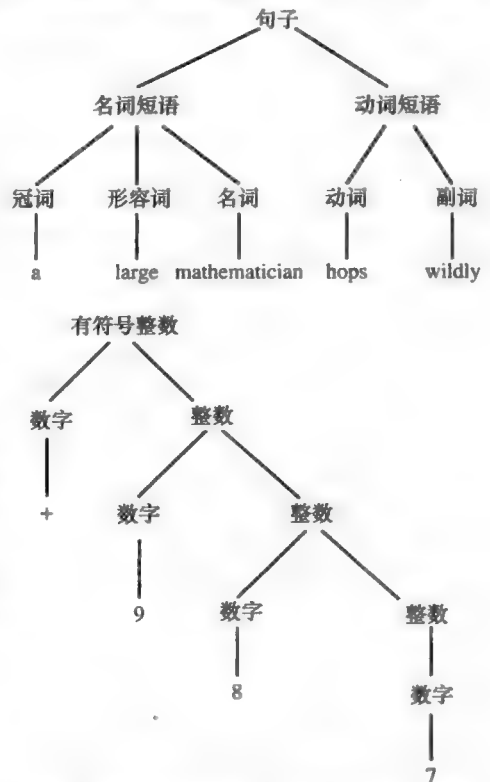 句子
名词短语 动词短语
冠词 形容词 名词 动词 副词
a large mathematician hops wildly
有符号整数
数字 整数
+ 数字 整数
9 数字 整数
8 数字
7